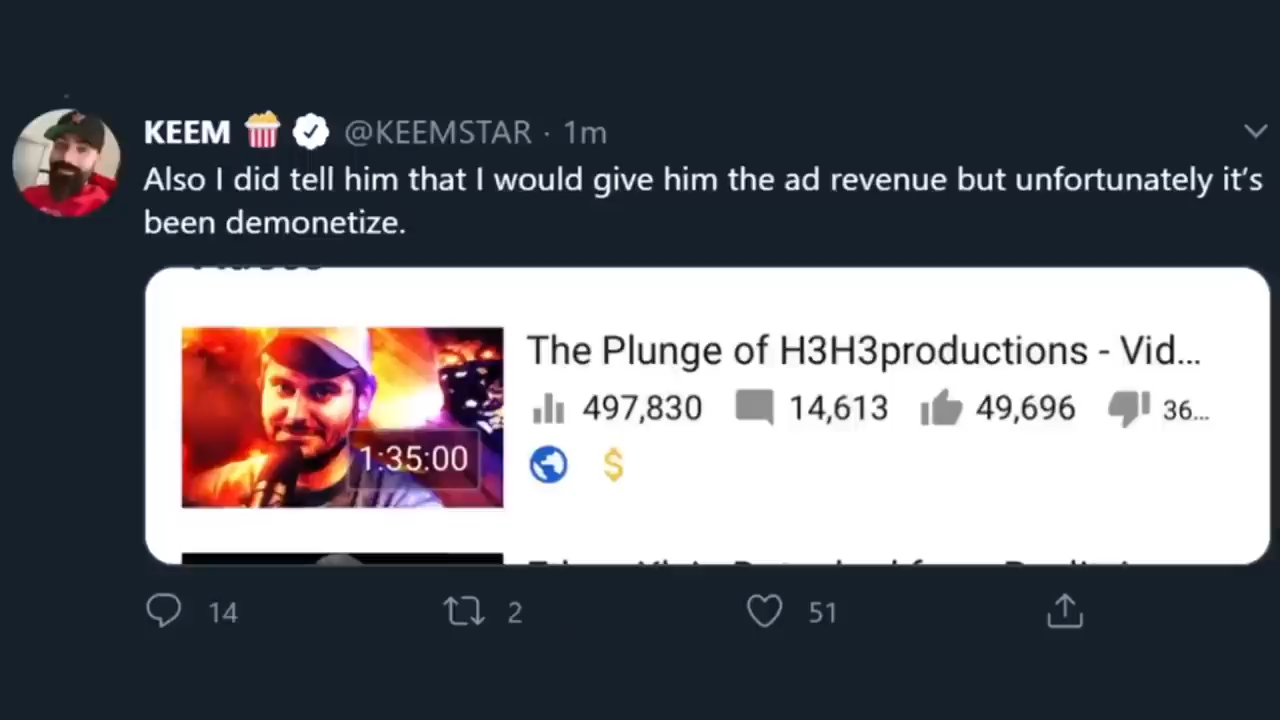 KEEM 🍿 @KEEMSTAR · 1m
Also I did tell him that I would give him the ad revenue but unfortunately it's
been demonetize.
The Plunge of H3H3productions - Vid...
497,830 14,613 49,696 36...
1:35:00
$
14 2 51